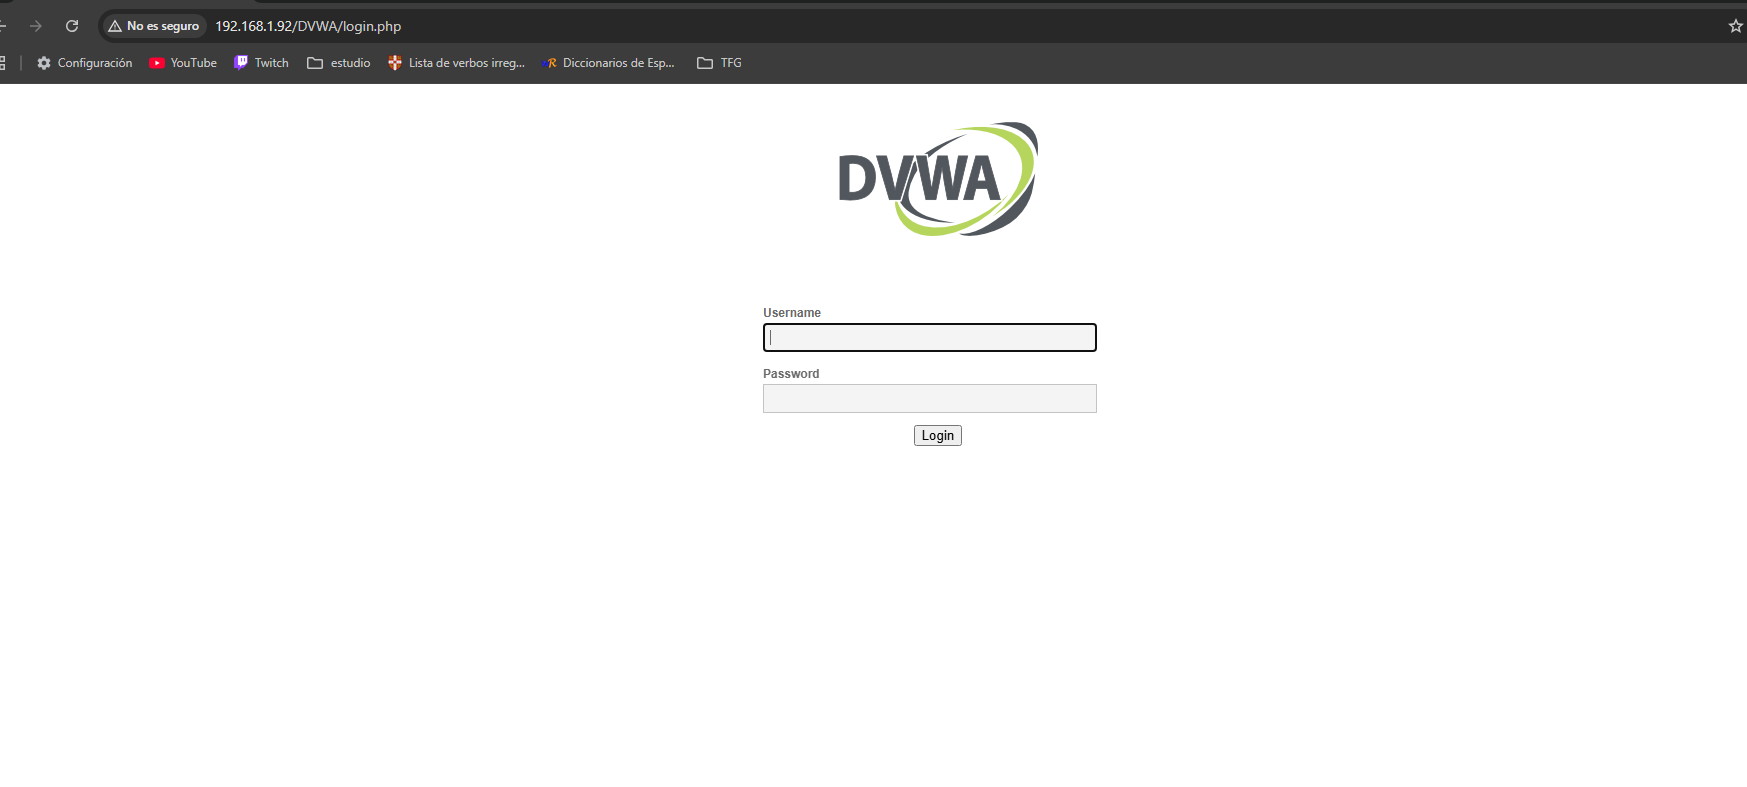 No es seguro 192.168.1.92/DVWA/login.php
Configuración YouTube Twitch estudio Lista de verbos irreg... Diccionarios de Esp... TFG
DVWA
Username
Password
Login